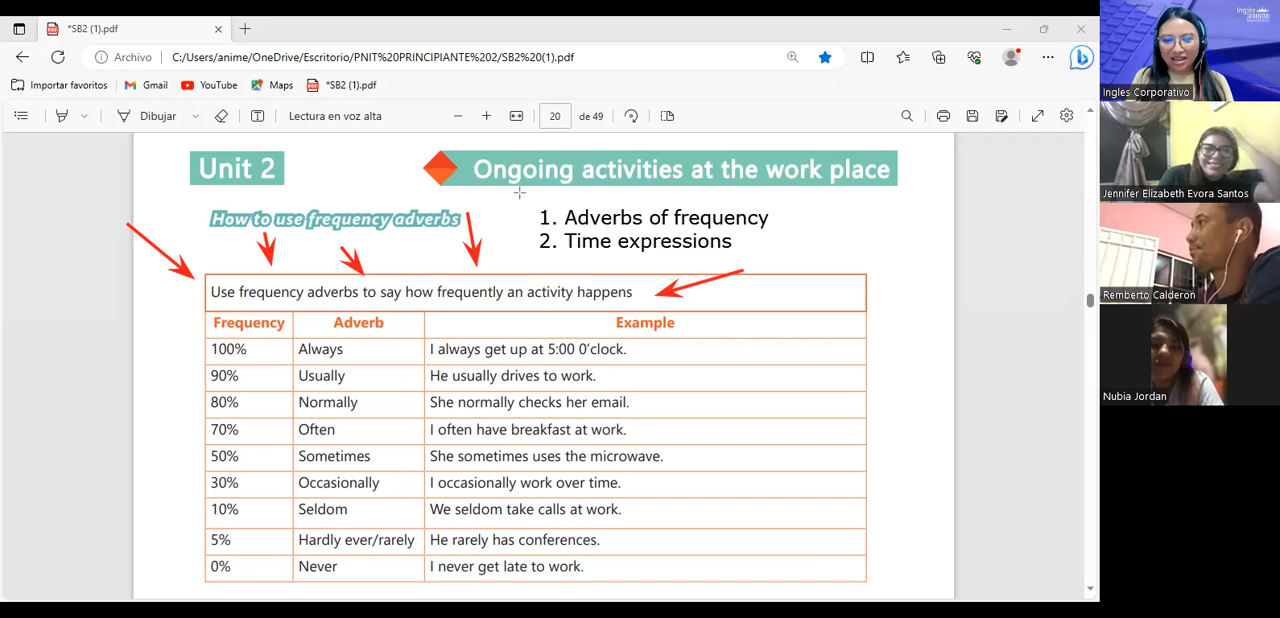 *SB2 (1).pdf
Archivo
C:/Users/anime/OneDrive/Escritorio/PNIT%20PRINCIPIANTE%202/SB2%20(1).pdf
Importar favoritos
Gmail
YouTube
Maps
*SB2 (1).pdf
Dibujar
Lectura en voz alta
20
de 49
Unit 2
Ongoing activities at the work place
How to use frequency adverbs
1. Adverbs of frequency
2. Time expressions
Use frequency adverbs to say how frequently an activity happens
Frequency Adverb Example
100% Always I always get up at 5:00 0'clock.
90% Usually He usually drives to work.
80% Normally She normally checks her email.
70% Often I often have breakfast at work.
50% Sometimes She sometimes uses the microwave.
30% Occasionally I occasionally work over time.
10% Seldom We seldom take calls at work.
5% Hardly ever/rarely He rarely has conferences.
0% Never I never get late to work.
Ingles
Ingles Corporativo
Jennifer Elizabeth Evora Santos
Remberto Calderon
Nubia Jordan